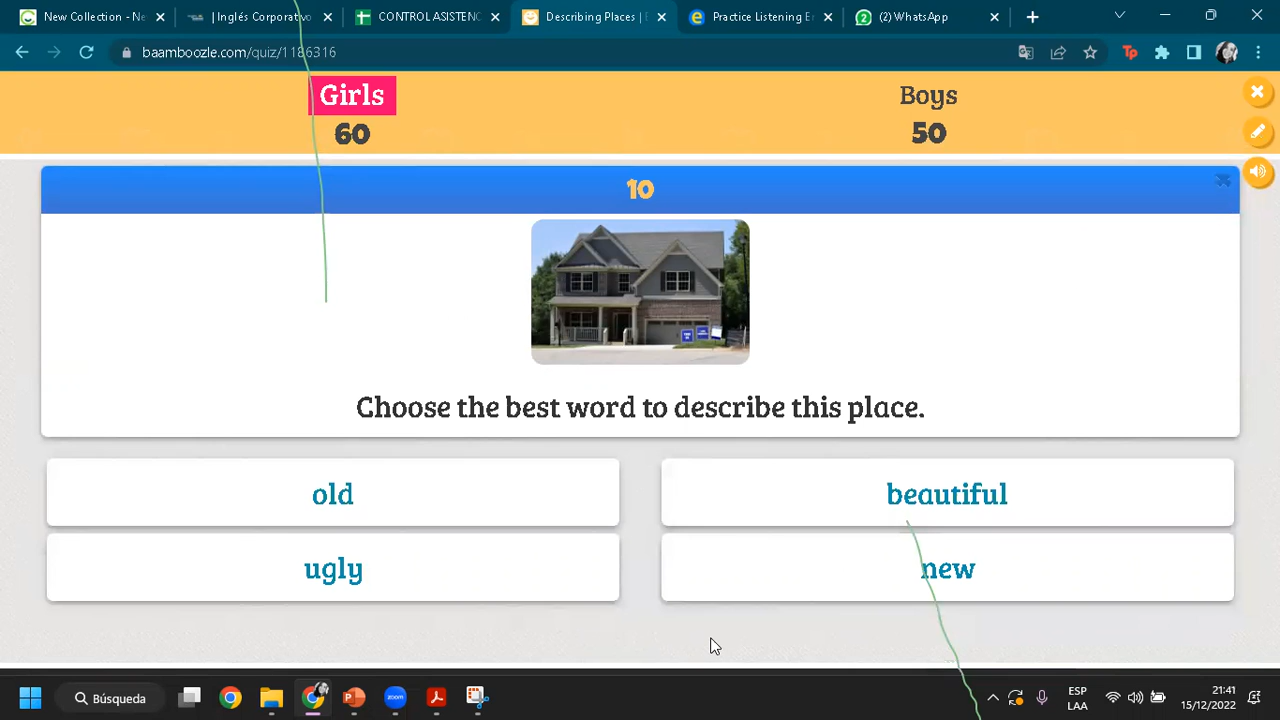 New Collection - Ne
Inglés Corporativo
CONTROL ASISTENC
Describing Places | B
Practice Listening En
(2) WhatsApp
baamboozle.com/quiz/1186316
Girls
60
Boys
50
10
Choose the best word to describe this place.
old
beautiful
ugly
new
Búsqueda
zoom
ESP
LAA
21:41
15/12/2022